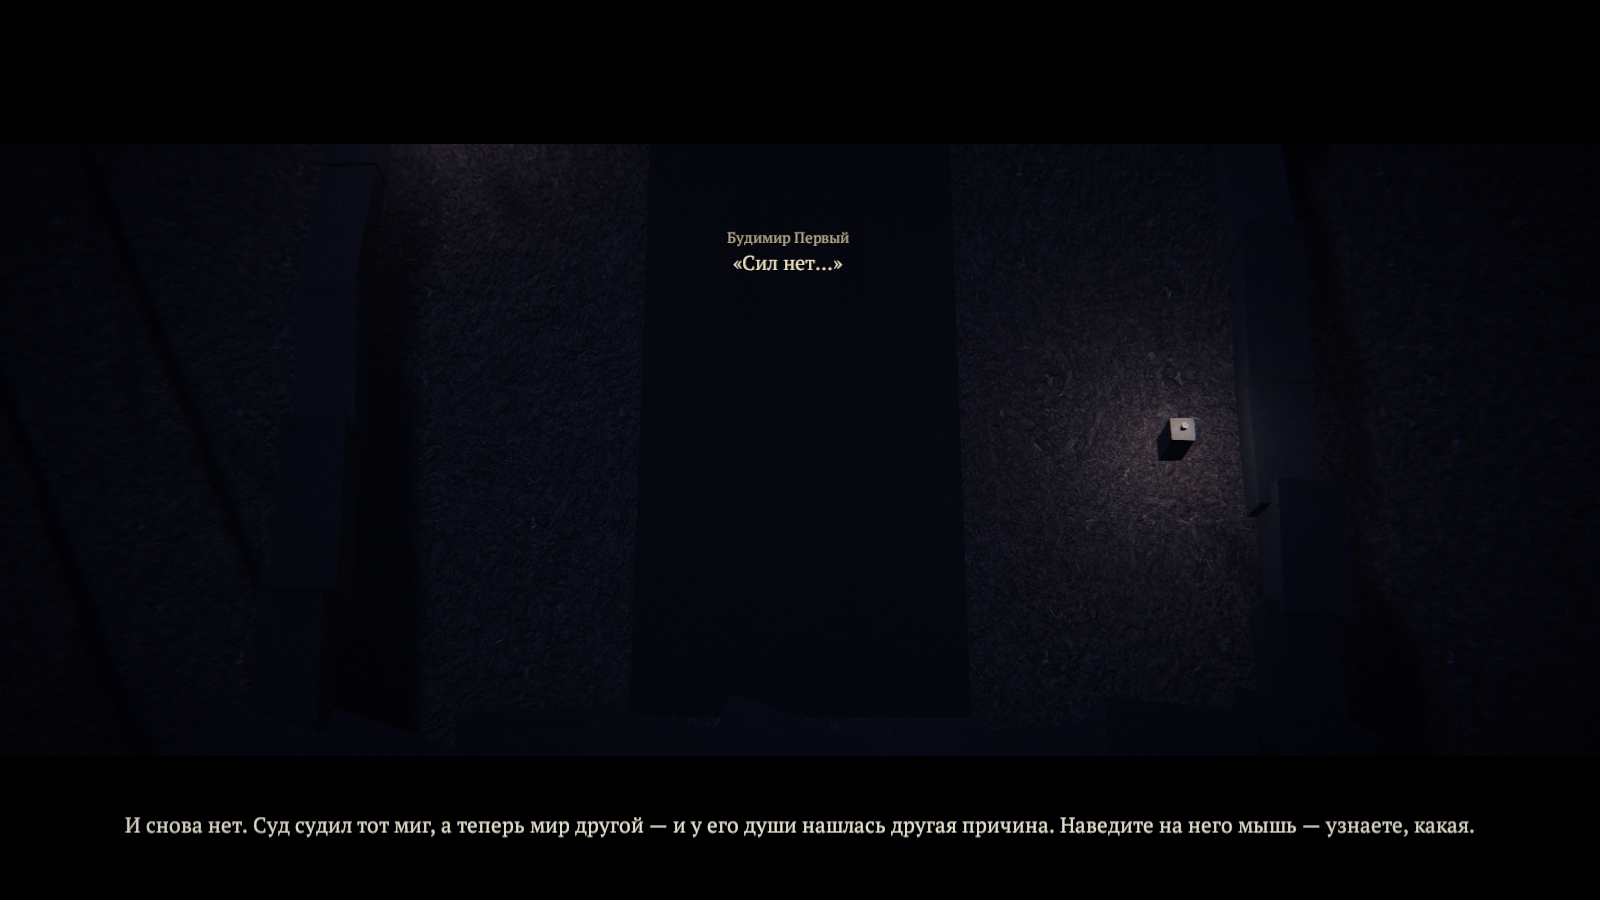 Будимир Первый
«Сил нет…»
И снова нет. Суд судил тот миг, а теперь мир другой — и у его души нашлась другая причина. Наведите на него мышь — узнаете, какая.